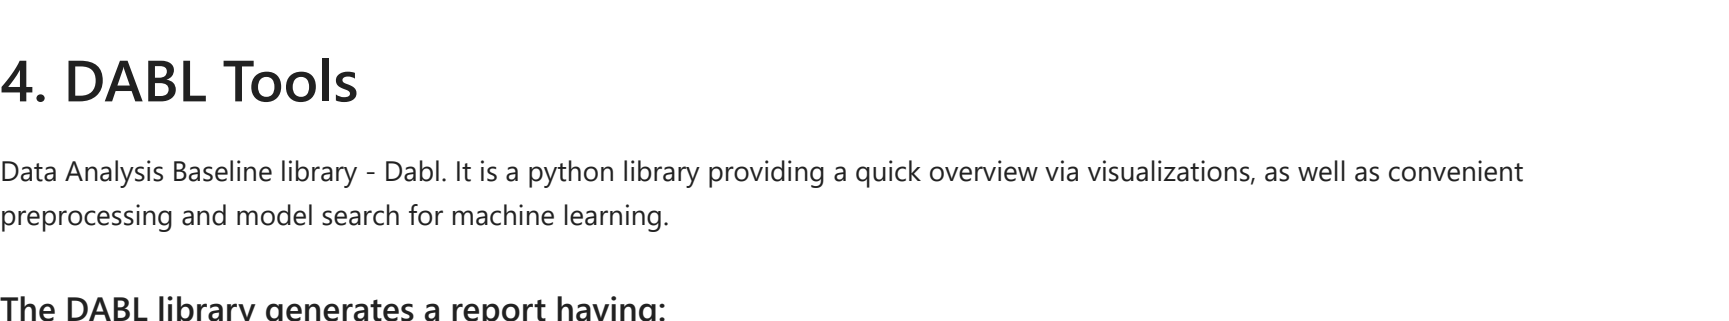 4. DABL Tools
Data Analysis Baseline library - Dabl. It is a python library providing a quick overview via visualizations, as well as convenient
preprocessing and model search for machine learning.
The DABL library generates a report having: